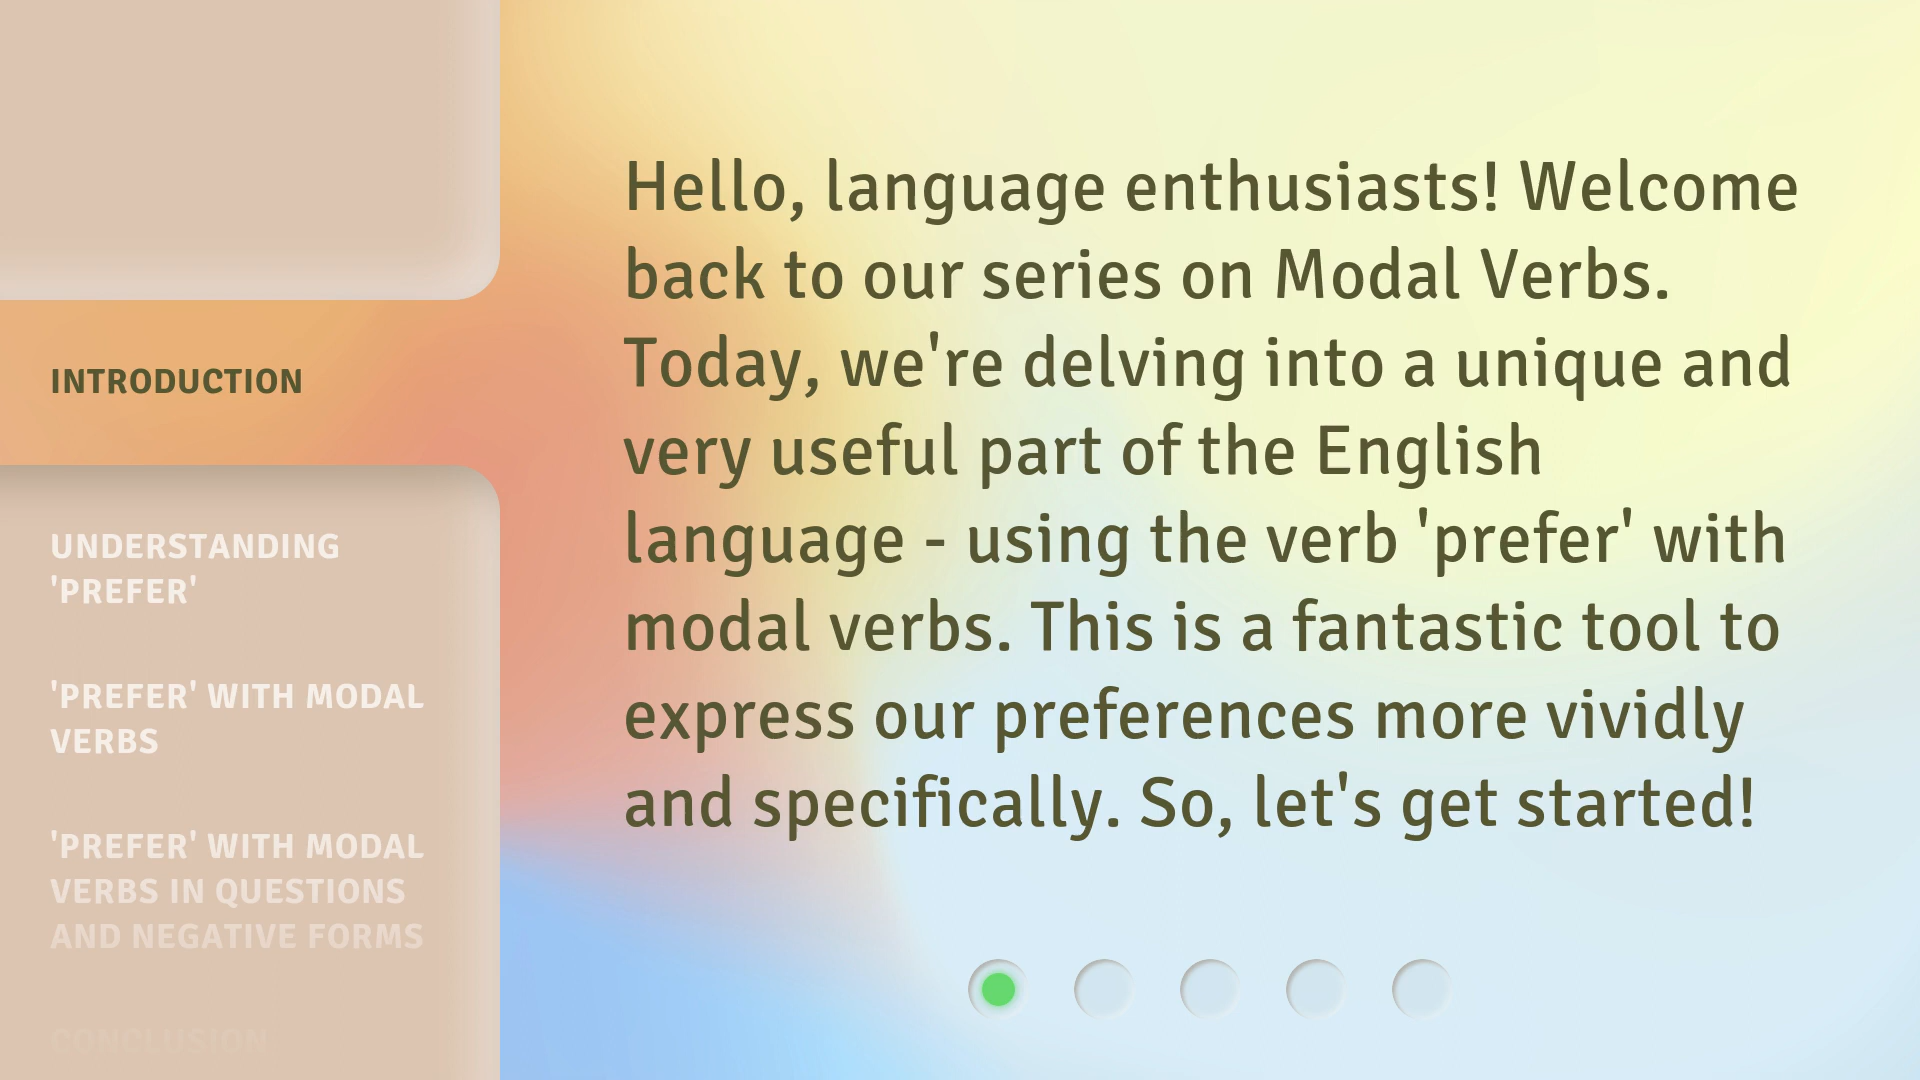 INTRODUCTION
UNDERSTANDING
'PREFER'
'PREFER' WITH MODAL
VERBS
'PREFER' WITH MODAL
VERBS IN QUESTIONS
AND NEGATIVE FORMS
CONCLUSION
Hello, language enthusiasts! Welcome
back to our series on Modal Verbs.
Today, we're delving into a unique and
very useful part of the English
language - using the verb 'prefer' with
modal verbs. This is a fantastic tool to
express our preferences more vividly
and specifically. So, let's get started!